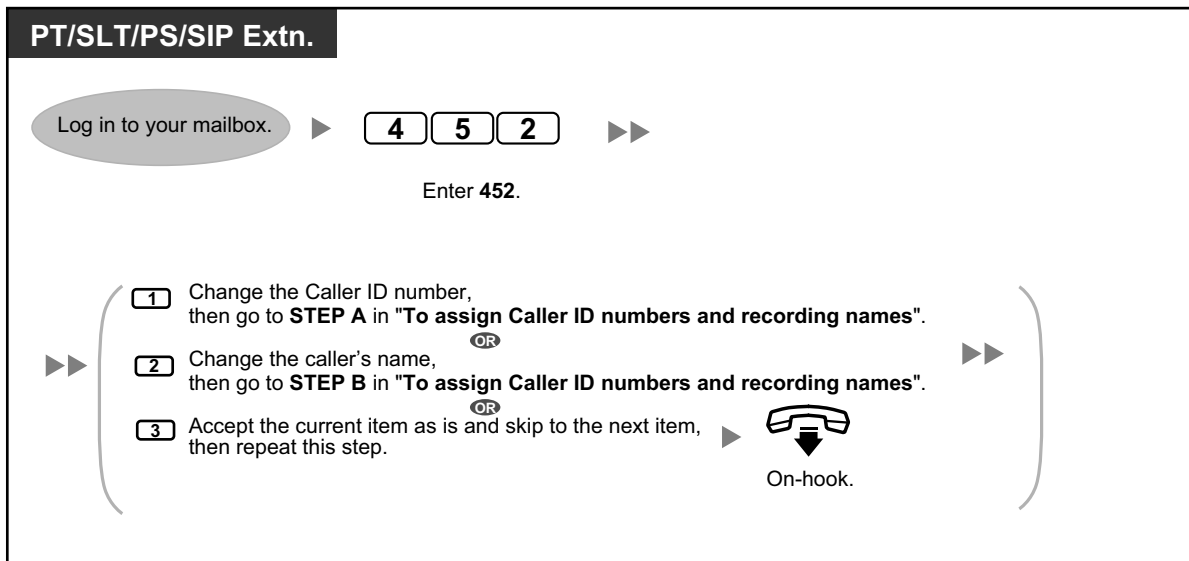 PT/SLT/PS/SIP Extn.
Log in to your mailbox.
4 5 2
Enter 452.
1 Change the Caller ID number,
then go to STEP A in "To assign Caller ID numbers and recording names".
OR
2 Change the caller's name,
then go to STEP B in "To assign Caller ID numbers and recording names".
OR
3 Accept the current item as is and skip to the next item,
then repeat this step.
On-hook.